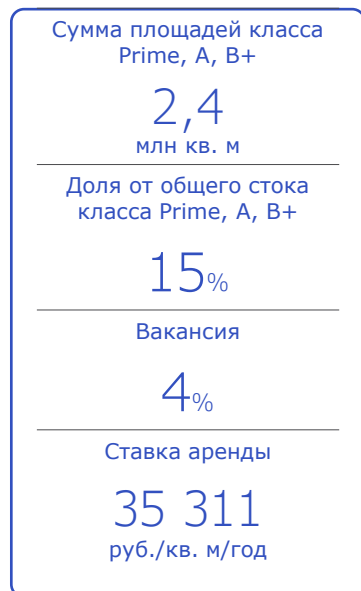 Сумма площадей класса
Prime, A, B+
2,4
млн кв. м
Доля от общего стока
класса Prime, A, B+
15%
Вакансия
4%
Ставка аренды
35 311
руб./кв. м/год